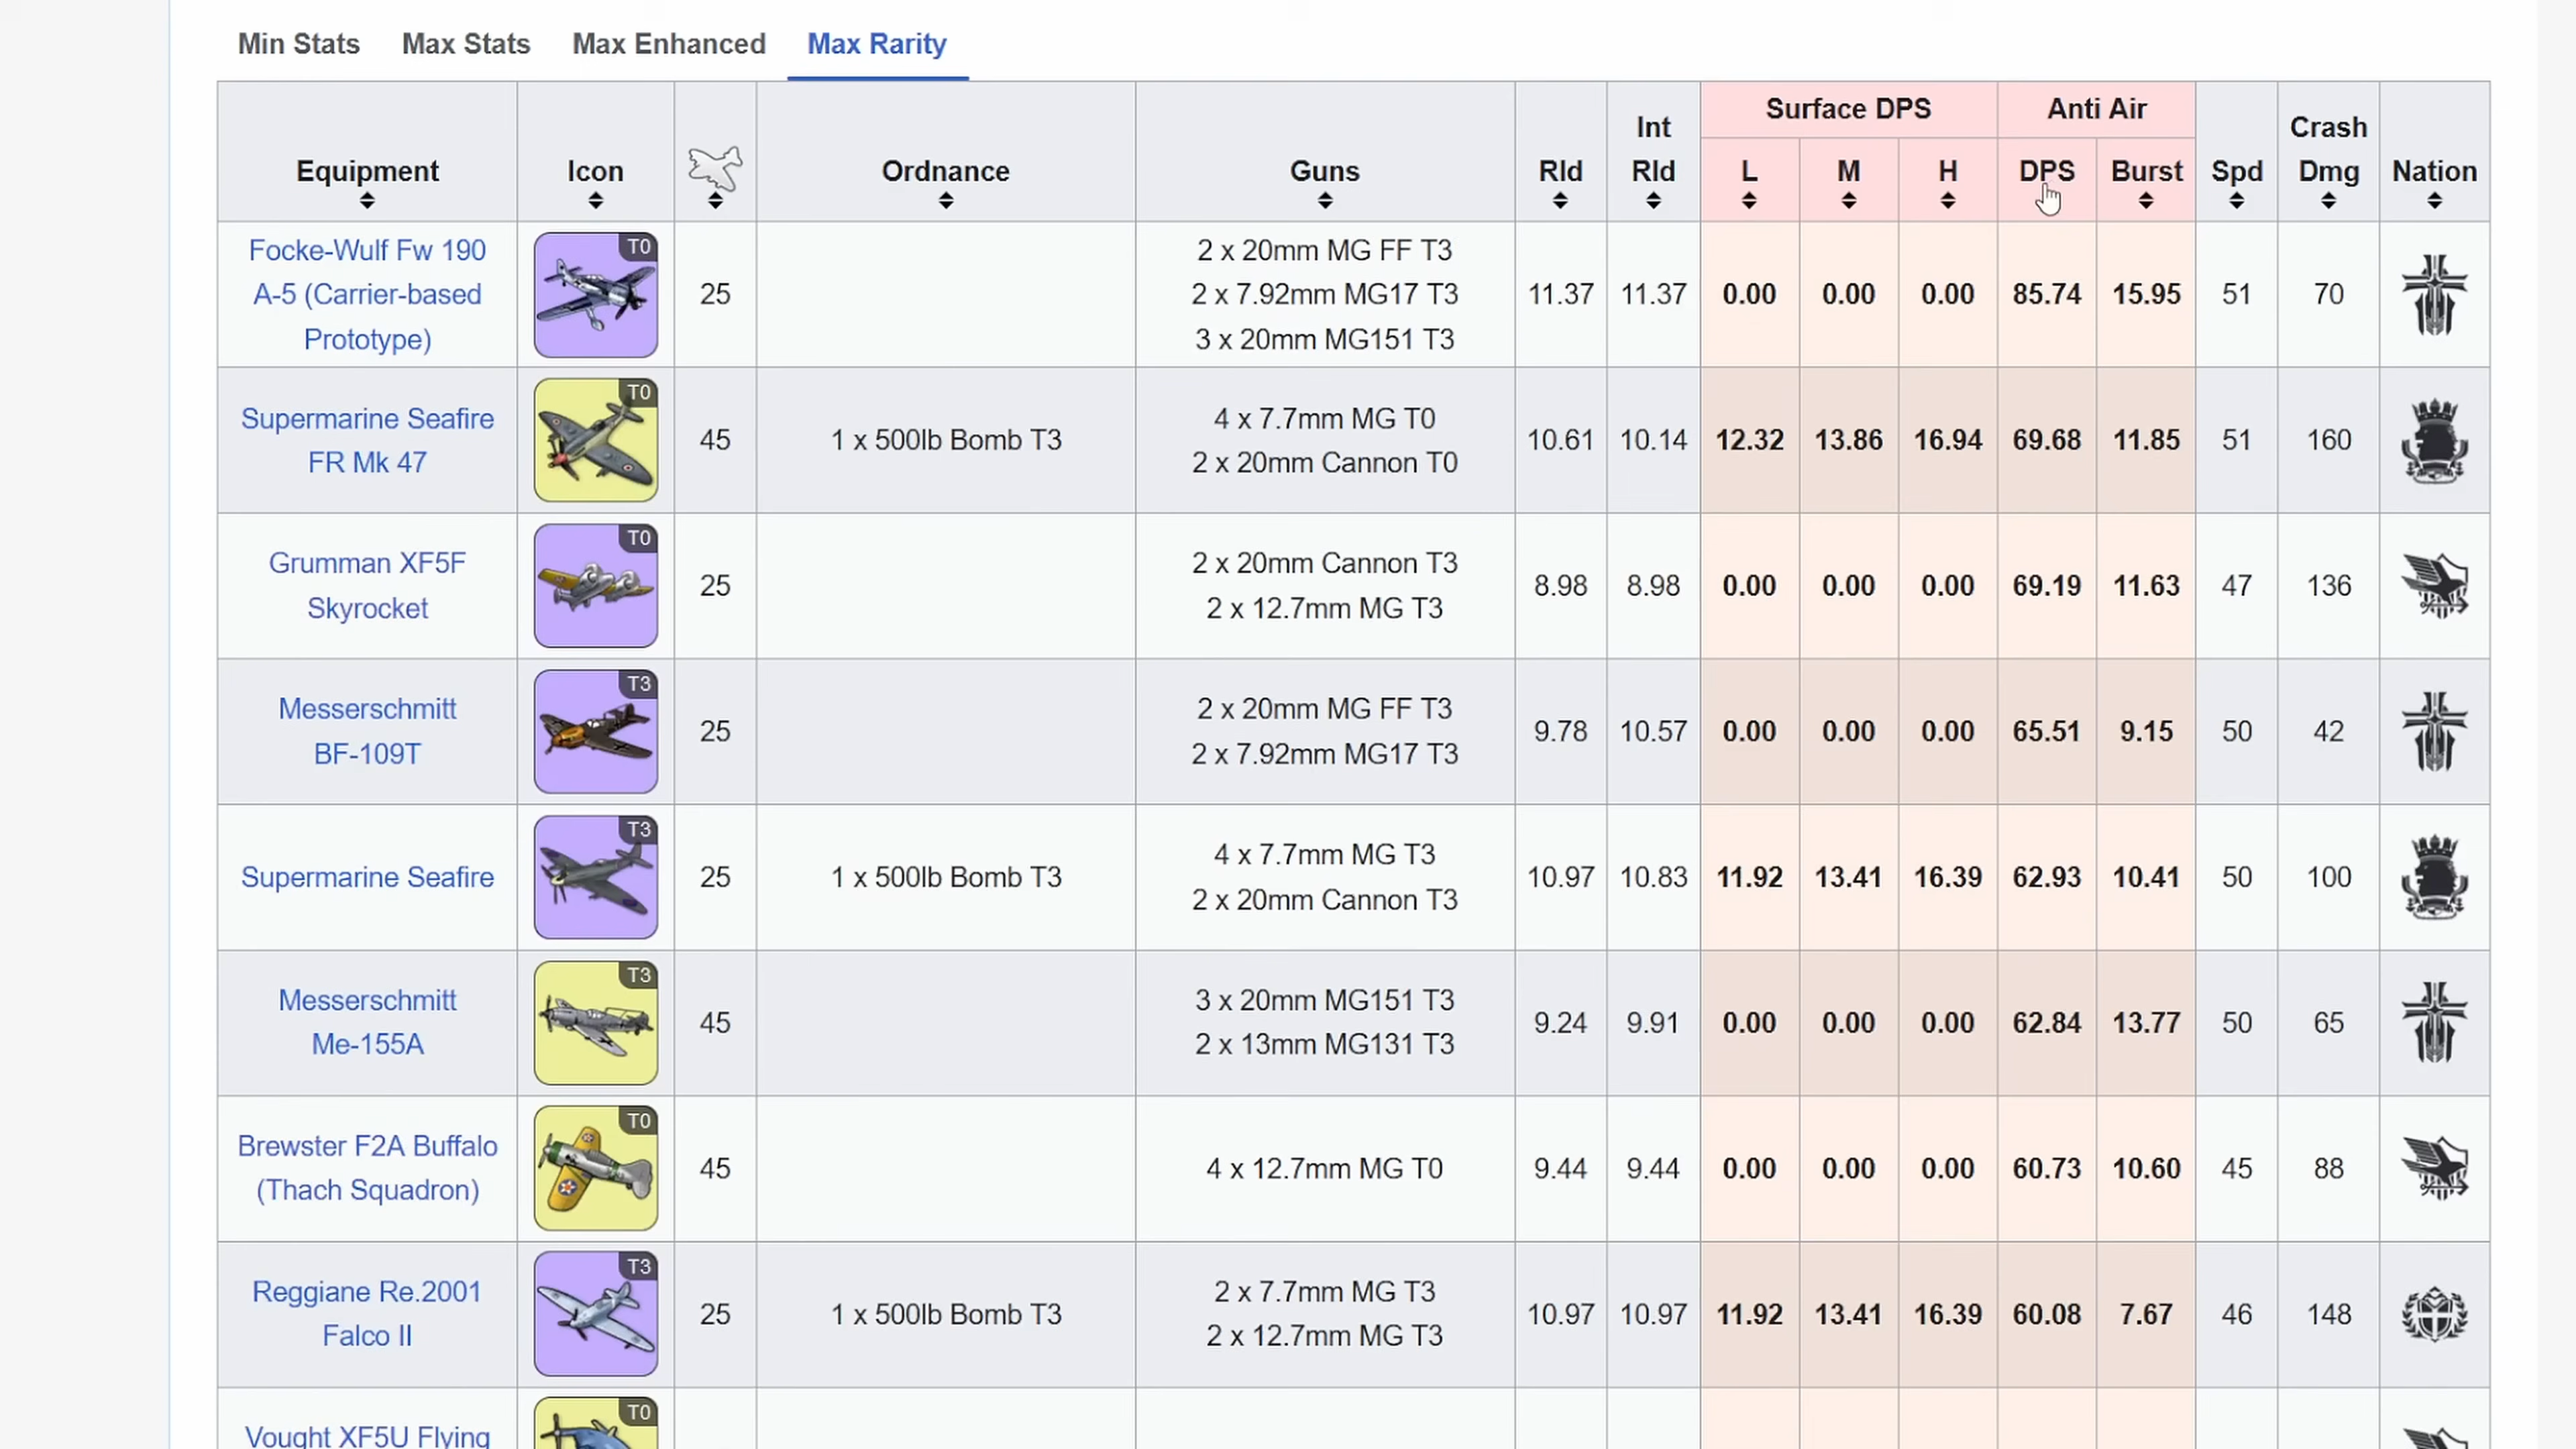 Min Stats Max Stats Max Enhanced Max Rarity
Equipment Icon Ordnance Guns Rld Int Rld Surface DPS Anti Air Spd Crash Dmg Nation
L M H DPS Burst
Focke-Wulf Fw 190
A-5 (Carrier-based
Prototype)
T0
25
2 x 20mm MG FF T3
2 x 7.92mm MG17 T3
3 x 20mm MG151 T3
11.37 11.37 0.00 0.00 0.00 85.74 15.95 51 70
Supermarine Seafire
FR Mk 47
T0
45
1 x 500lb Bomb T3
4 x 7.7mm MG T0
2 x 20mm Cannon T0
10.61 10.14 12.32 13.86 16.94 69.68 11.85 51 160
Grumman XF5F
Skyrocket
T0
25
2 x 20mm Cannon T3
2 x 12.7mm MG T3
8.98 8.98 0.00 0.00 0.00 69.19 11.63 47 136
Messerschmitt
BF-109T
T3
25
2 x 20mm MG FF T3
2 x 7.92mm MG17 T3
9.78 10.57 0.00 0.00 0.00 65.51 9.15 50 42
Supermarine Seafire
T3
25
1 x 500lb Bomb T3
4 x 7.7mm MG T3
2 x 20mm Cannon T3
10.97 10.83 11.92 13.41 16.39 62.93 10.41 50 100
Messerschmitt
Me-155A
T3
45
3 x 20mm MG151 T3
2 x 13mm MG131 T3
9.24 9.91 0.00 0.00 0.00 62.84 13.77 50 65
Brewster F2A Buffalo
(Thach Squadron)
T0
45
4 x 12.7mm MG T0
9.44 9.44 0.00 0.00 0.00 60.73 10.60 45 88
Reggiane Re.2001
Falco II
T3
25
1 x 500lb Bomb T3
2 x 7.7mm MG T3
2 x 12.7mm MG T3
10.97 10.97 11.92 13.41 16.39 60.08 7.67 46 148
Vought XF5U Flying
T0